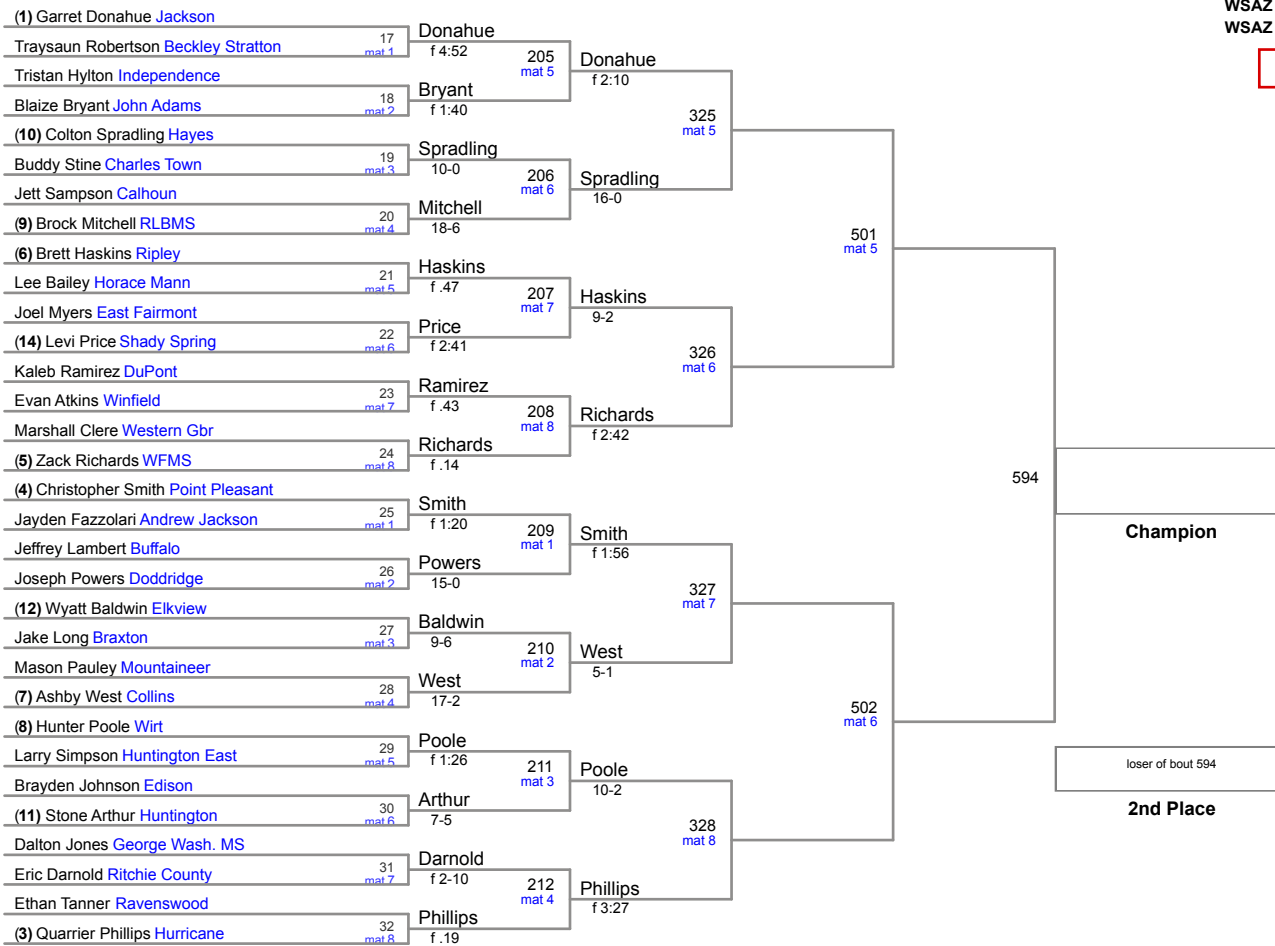 WSAZ
WSAZ
(1) Garret Donahue Jackson
Traysaun Robertson Beckley Stratton
Tristan Hylton Independence
Blaize Bryant John Adams
(10) Colton Spradling Hayes
Buddy Stine Charles Town
Jett Sampson Calhoun
(9) Brock Mitchell RLBMS
(6) Brett Haskins Ripley
Lee Bailey Horace Mann
Joel Myers East Fairmont
(14) Levi Price Shady Spring
Kaleb Ramirez DuPont
Evan Atkins Winfield
Marshall Clere Western Gbr
(5) Zack Richards WFMS
(4) Christopher Smith Point Pleasant
Jayden Fazzolari Andrew Jackson
Jeffrey Lambert Buffalo
Joseph Powers Doddridge
(12) Wyatt Baldwin Elkview
Jake Long Braxton
Mason Pauley Mountaineer
(7) Ashby West Collins
(8) Hunter Poole Wirt
Larry Simpson Huntington East
Brayden Johnson Edison
(11) Stone Arthur Huntington
Dalton Jones George Wash. MS
Eric Darnold Ritchie County
Ethan Tanner Ravenswood
(3) Quarrier Phillips Hurricane
17
mat 1
18
mat 2
19
mat 3
20
mat 4
21
mat 5
22
mat 6
23
mat 7
24
mat 8
25
mat 1
26
mat 2
27
mat 3
28
mat 4
29
mat 5
30
mat 6
31
mat 7
32
mat 8
Donahue
f 4:52
Bryant
f 1:40
Spradling
10-0
Mitchell
18-6
Haskins
f .47
Price
f 2:41
Ramirez
f .43
Richards
f .14
Smith
f 1:20
Powers
15-0
Baldwin
9-6
West
17-2
Poole
f 1:26
Arthur
7-5
Darnold
f 2-10
Phillips
f .19
205
mat 5
206
mat 6
207
mat 7
208
mat 8
209
mat 1
210
mat 2
211
mat 3
212
mat 4
Donahue
f 2:10
Spradling
16-0
Haskins
9-2
Richards
f 2:42
Smith
f 1:56
West
5-1
Poole
10-2
Phillips
f 3:27
325
mat 5
326
mat 6
327
mat 7
328
mat 8
501
mat 5
502
mat 6
594
Champion
loser of bout 594
2nd Place